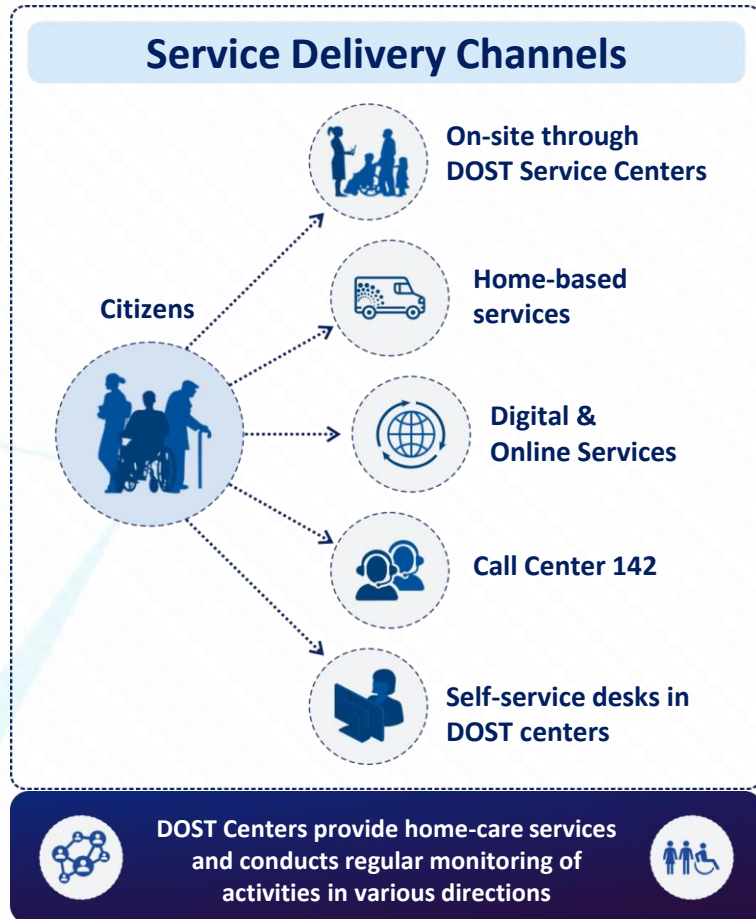 Service Delivery Channels
On-site through
DOST Service Centers
Home-based
services
Citizens
Digital &
Online Services
Call Center 142
Self-service desks in
DOST centers
DOST Centers provide home-care services
and conducts regular monitoring of
activities in various directions